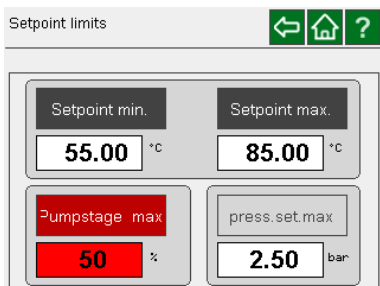 Setpoint limits ?
Setpoint min. Setpoint max.
55.00 °C 85.00 °C
Pumpstage max press.set.max
50 % 2.50 bar